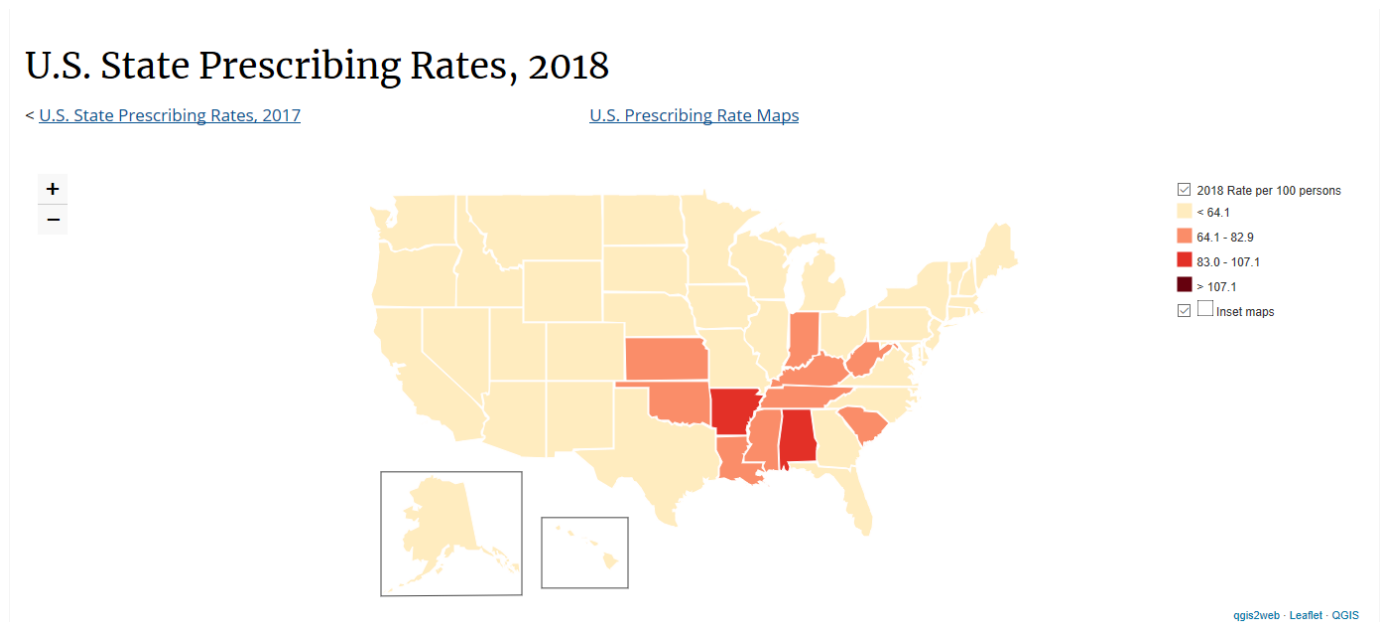 U.S. State Prescribing Rates, 2018
< U.S. State Prescribing Rates, 2017
U.S. Prescribing Rate Maps
+
−
2018 Rate per 100 persons
< 64.1
64.1 - 82.9
83.0 - 107.1
> 107.1
Inset maps
qgis2web · Leaflet · QGIS